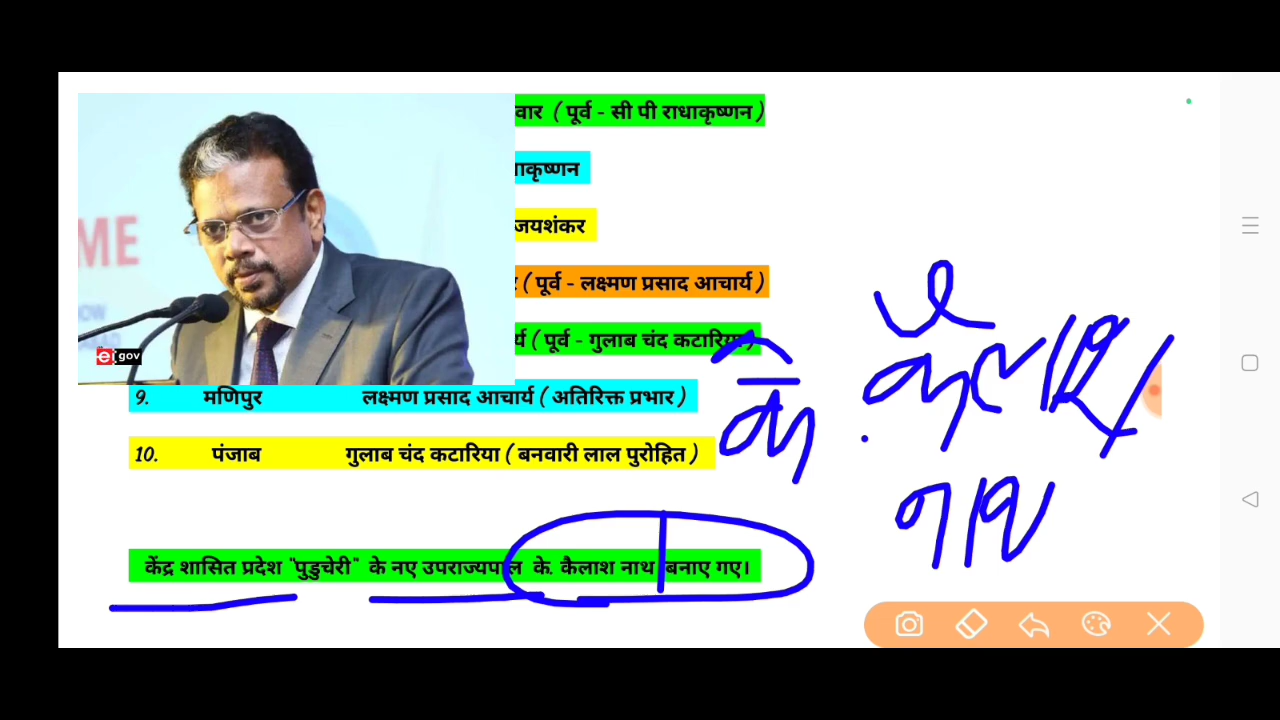 वार ( पूर्व - सी पी राधाकृष्णन )
ाकृष्णन
जयशंकर
( पूर्व - लक्ष्मण प्रसाद आचार्य )
र्य ( पूर्व - गुलाब चंद कटारिया )
ME
e gov
9. मणिपुर लक्ष्मण प्रसाद आचार्य ( अतिरिक्त प्रभार )
10. पंजाब गुलाब चंद कटारिया ( बनवारी लाल पुरोहित )
के. कैलाश
नाथ
केंद्र शासित प्रदेश "पुडुचेरी" के नए उपराज्यपाल के. कैलाश नाथ बनाए गए।